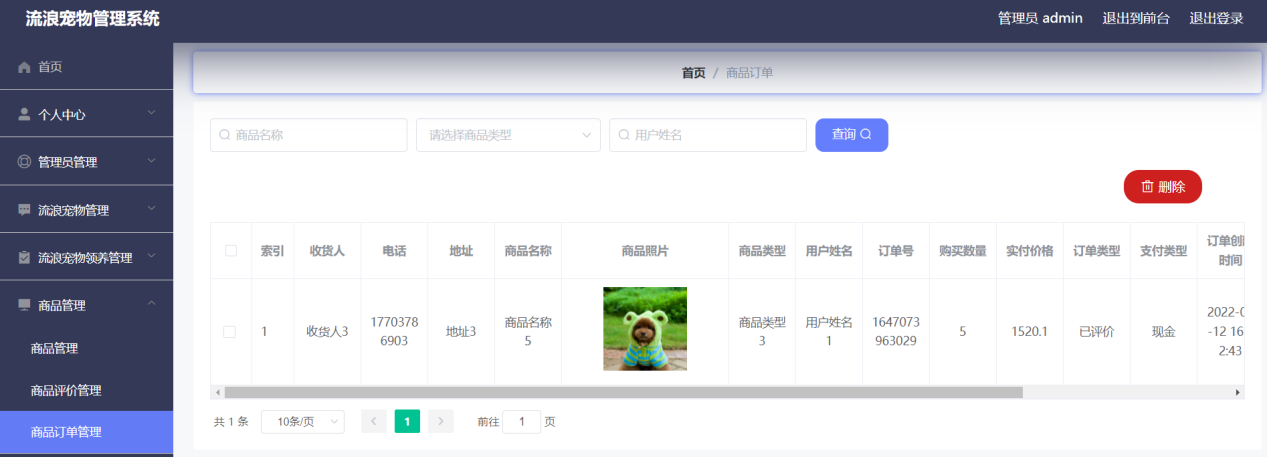 流浪宠物管理系统
管理员 admin 退出到前台 退出登录
首页
个人中心
管理员管理
流浪宠物管理
流浪宠物领养管理
商品管理
商品管理
商品评价管理
商品订单管理
首页 / 商品订单
商品名称 请选择商品类型 用户姓名 查询
删除
索引 收货人 电话 地址 商品名称 商品照片 商品类型 用户姓名 订单号 购买数量 实付价格 订单类型 支付类型 订单创
时间
1 收货人3 1770378 地址3 商品名称 商品类型 用户姓名 1647073 5 1520.1 已评价 现金 2022-0
6903 5 3 1 963029 -12 16
2:43
共 1 条 10条/页 1 前往 1 页